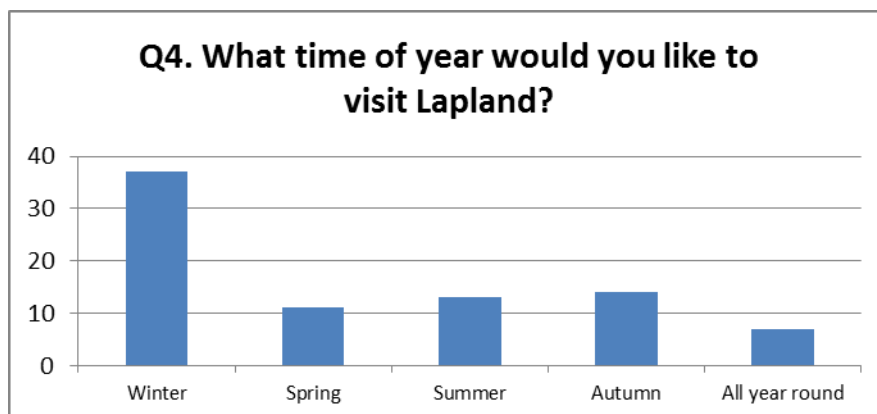 Q4. What time of year would you like to
visit Lapland?
40
30
20
10
0
Winter Spring Summer Autumn All year round